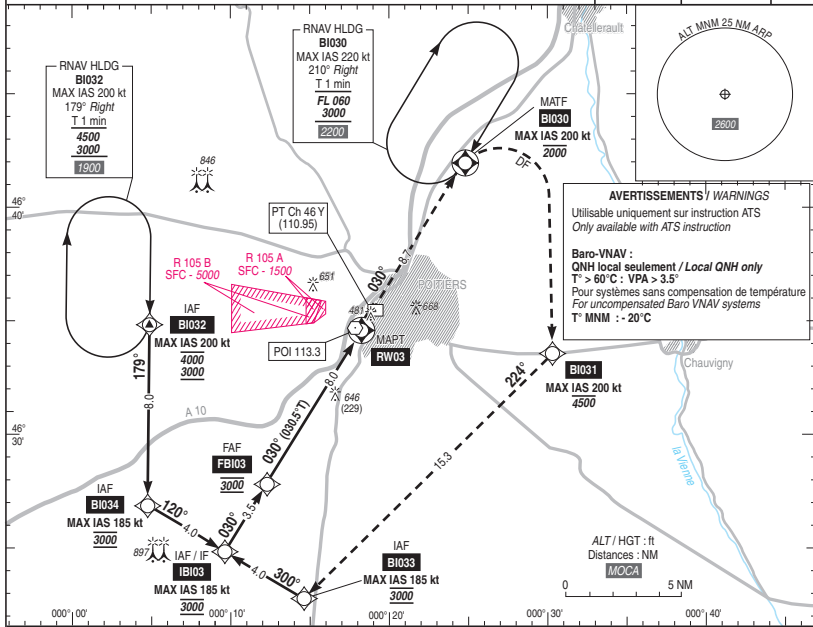 RNAV HLDG
BI032
MAX IAS 200 kt
179° Right
T 1 min
4500
3000
1900
846
RNAV HLDG
BI030
MAX IAS 220 kt
210° Right
T 1 min
FL 060
3000
2200
Châtellerault
ALT MNM 25 NM ARP
2600
MATF
BI030
MAX IAS 200 kt
2000
DF
46°
40'
AVERTISSEMENTS / WARNINGS
Utilisable uniquement sur instruction ATS
Only available with ATS instruction
Baro-VNAV :
QNH local seulement / Local QNH only
T° > 60°C : VPA > 3.5°
Pour systèmes sans compensation de température
For uncompensated Baro VNAV systems
T° MNM : - 20°C
PT Ch 46 Y
(110.95)
8.7
030°
R 105 B
SFC - 5000
R 105 A
SFC - 1500
651
POITIERS
668
481
IAF
BI032
MAX IAS 200 kt
4000
3000
MAPT
RW03
POI 113.3
BI031
MAX IAS 200 kt
4500
Chauvigny
179°
8.0
8.0
646
(229)
224°
A 10
030° (030.5°T)
46°
30'
15.3
la Vienne
FAF
FBI03
3000
IAF
BI034
MAX IAS 185 kt
3000
120°
4.0
030°
3.5
897
IAF / IF
IBI03
MAX IAS 185 kt
3000
300°
4.0
IAF
BI033
MAX IAS 185 kt
3000
ALT / HGT : ft
Distances : NM
MOCA
0
5 NM
000°00'
000°10'
000°20'
000°30'
000°40'